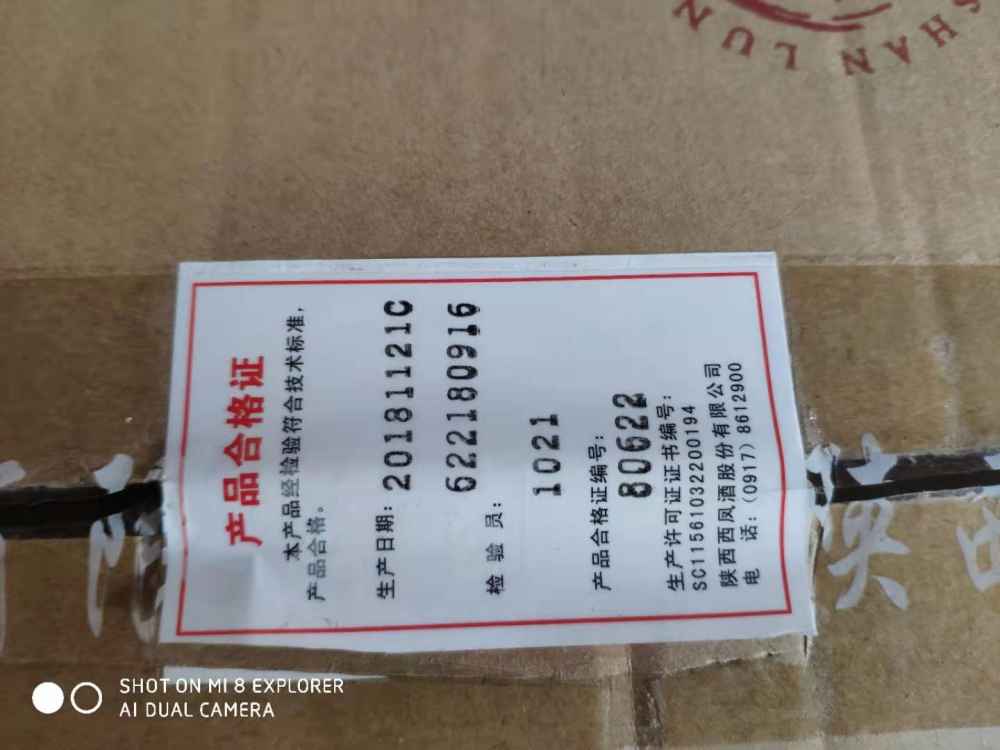 产品合格证
本产品经检验符合技术标准，
产品合格。
生产日期：201811121C
622180916
检 验 员：
1021
产品合格证编号：
80622
生产许可证证书编号：
SC11561032200194
陕西西凤酒股份有限公司
电 话：（0917）8612900
SHAN LUN
SHOT ON MI 8 EXPLORER
AI DUAL CAMERA